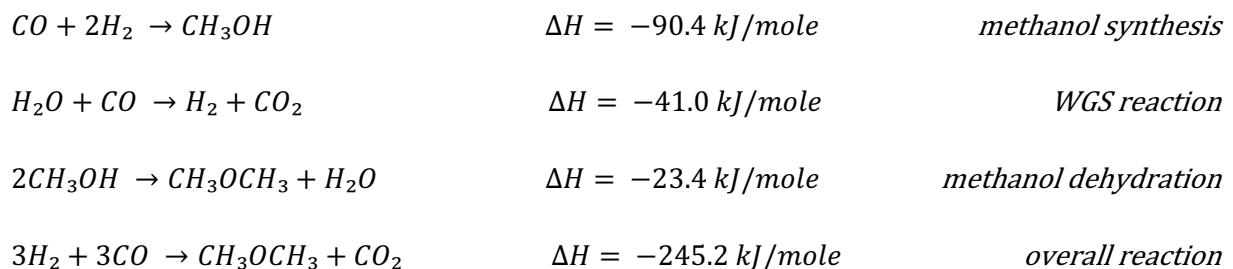 CO + 2H₂ → CH₃OH ΔH = −90.4 kJ/mole methanol synthesis
H₂O + CO → H₂ + CO₂ ΔH = −41.0 kJ/mole WGS reaction
2CH₃OH → CH₃OCH₃ + H₂O ΔH = −23.4 kJ/mole methanol dehydration
3H₂ + 3CO → CH₃OCH₃ + CO₂ ΔH = −245.2 kJ/mole overall reaction